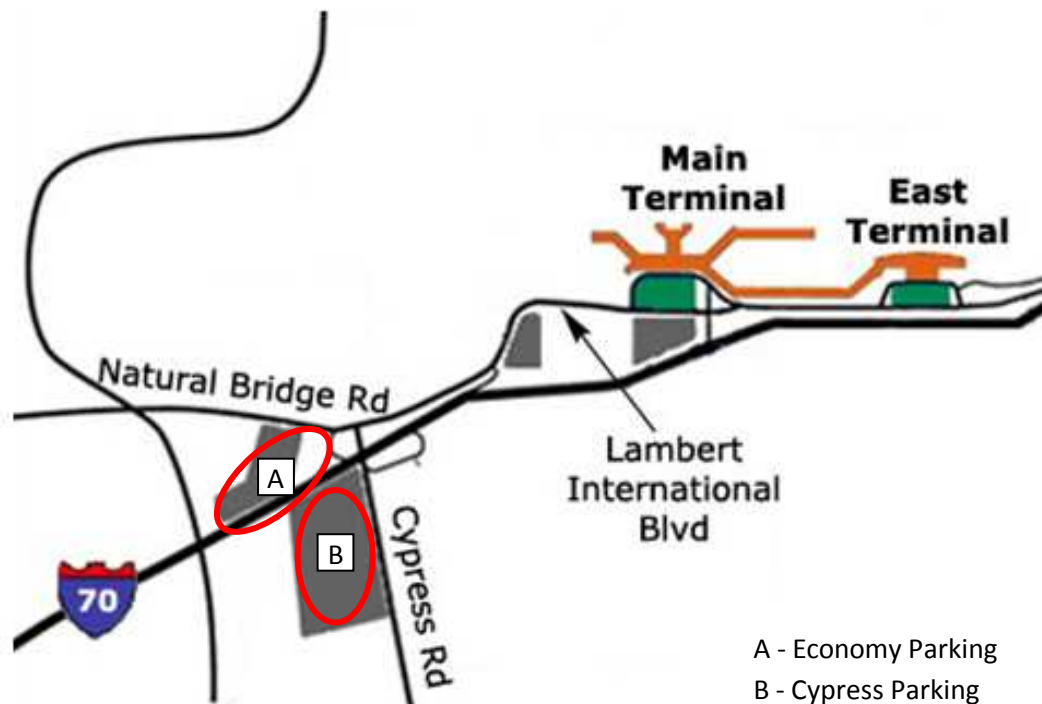 Main
Terminal
East
Terminal
Natural Bridge Rd
Lambert
International
Blvd
A
B
Cypress Rd
70
A - Economy Parking
B - Cypress Parking